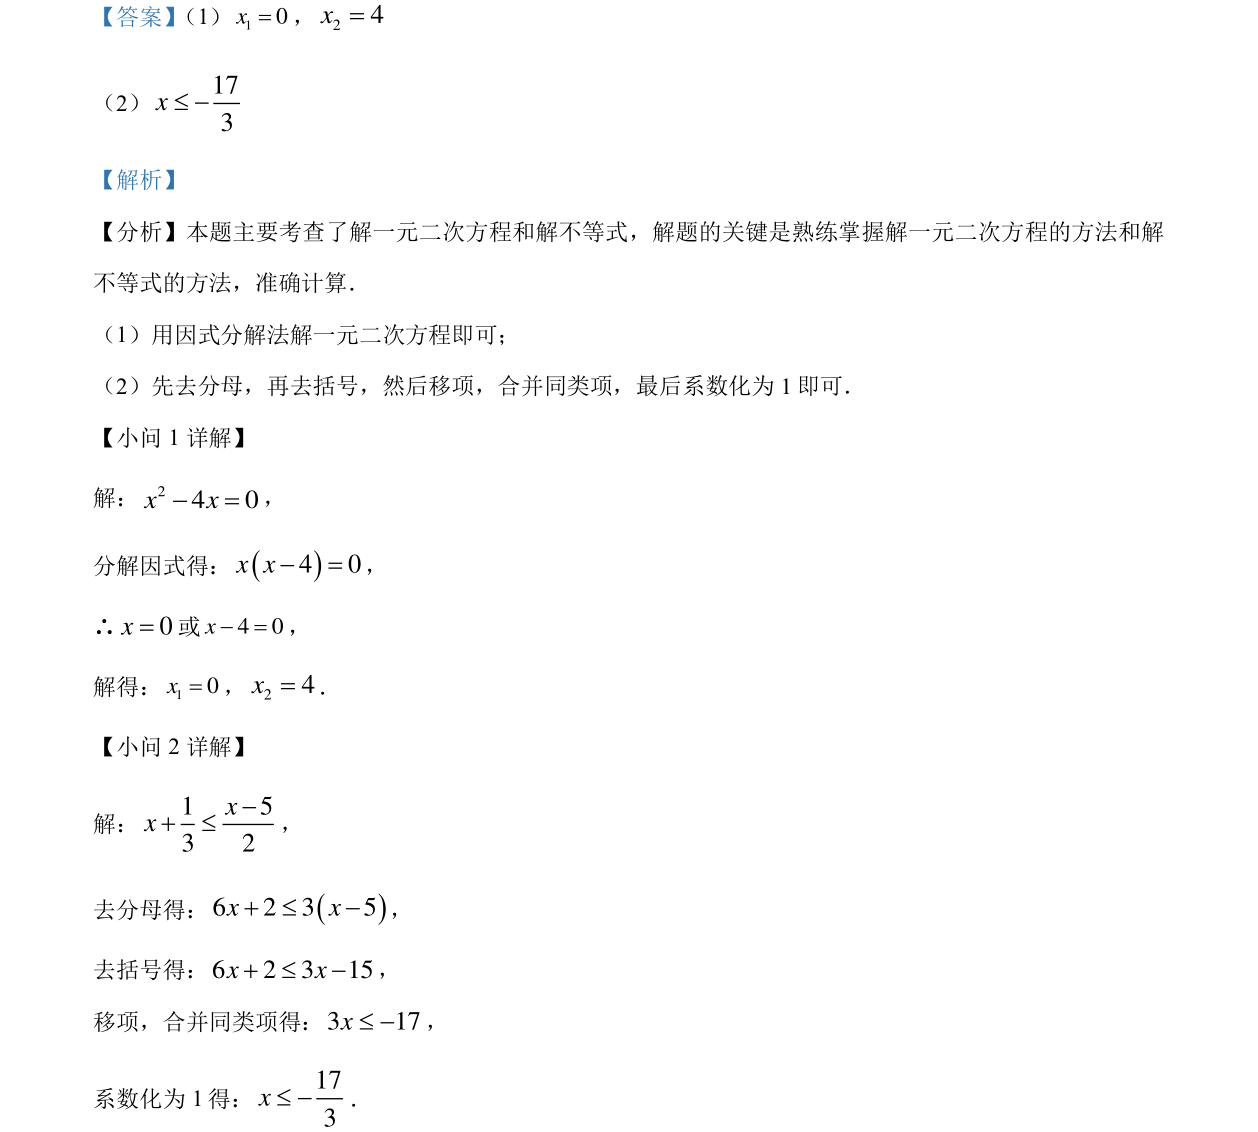 【答案】（1）x₁=0，x₂=4
（2）x≤-17/3
【解析】
【分析】本题主要考查了解一元二次方程和解不等式，解题的关键是熟练掌握解一元二次方程的方法和解
不等式的方法，准确计算．
（1）用因式分解法解一元二次方程即可；
（2）先去分母，再去括号，然后移项，合并同类项，最后系数化为 1 即可．
【小问 1 详解】
解：x²-4x=0，
分解因式得：x(x-4)=0，
∴x=0或x-4=0，
解得：x₁=0，x₂=4．
【小问 2 详解】
解：x+1/3≤(x-5)/2，
去分母得：6x+2≤3(x-5)，
去括号得：6x+2≤3x-15，
移项，合并同类项得：3x≤-17，
系数化为 1 得：x≤-17/3．